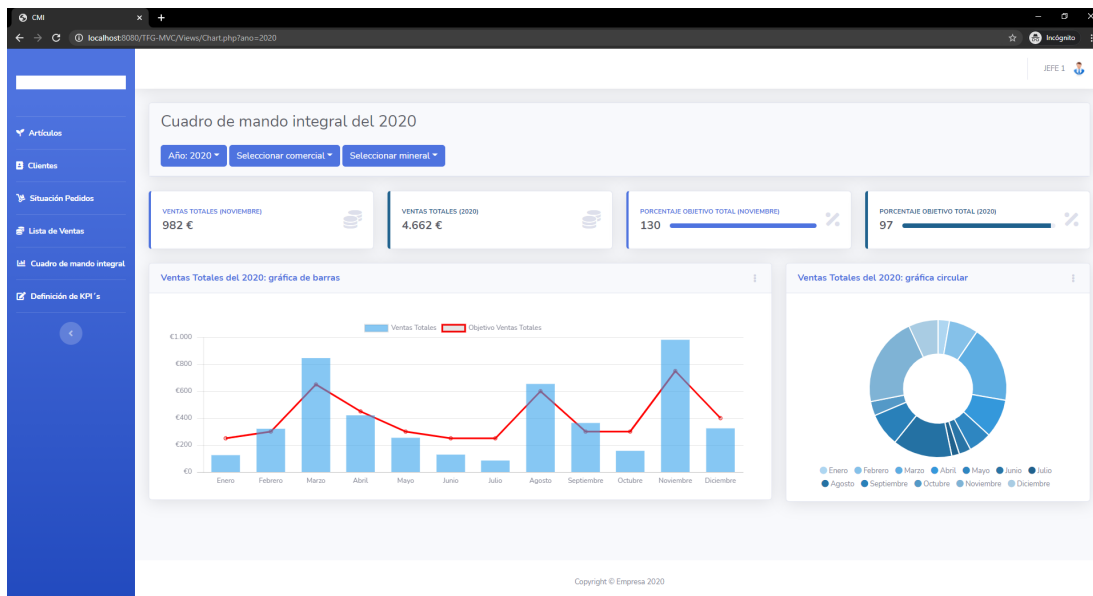 CMI
localhost:8080/TFG-MVC/Views/Chart.php?ano=2020
Incógnito
JEFE 1
Artículos
Clientes
Situación Pedidos
Lista de Ventas
Cuadro de mando integral
Definición de KPI´s
Cuadro de mando integral del 2020
Año: 2020
Seleccionar comercial
Seleccionar mineral
VENTAS TOTALES (NOVIEMBRE)
982 €
VENTAS TOTALES (2020)
4.662 €
PORCENTAJE OBJETIVO TOTAL (NOVIEMBRE)
130
PORCENTAJE OBJETIVO TOTAL (2020)
97
Ventas Totales del 2020: gráfica de barras
Ventas Totales Objetivo Ventas Totales
€1.000
€800
€600
€400
€200
€0
Enero Febrero Marzo Abril Mayo Junio Julio Agosto Septiembre Octubre Noviembre Diciembre
Ventas Totales del 2020: gráfica circular
Enero Febrero Marzo Abril Mayo Junio Julio
Agosto Septiembre Octubre Noviembre Diciembre
Copyright © Empresa 2020